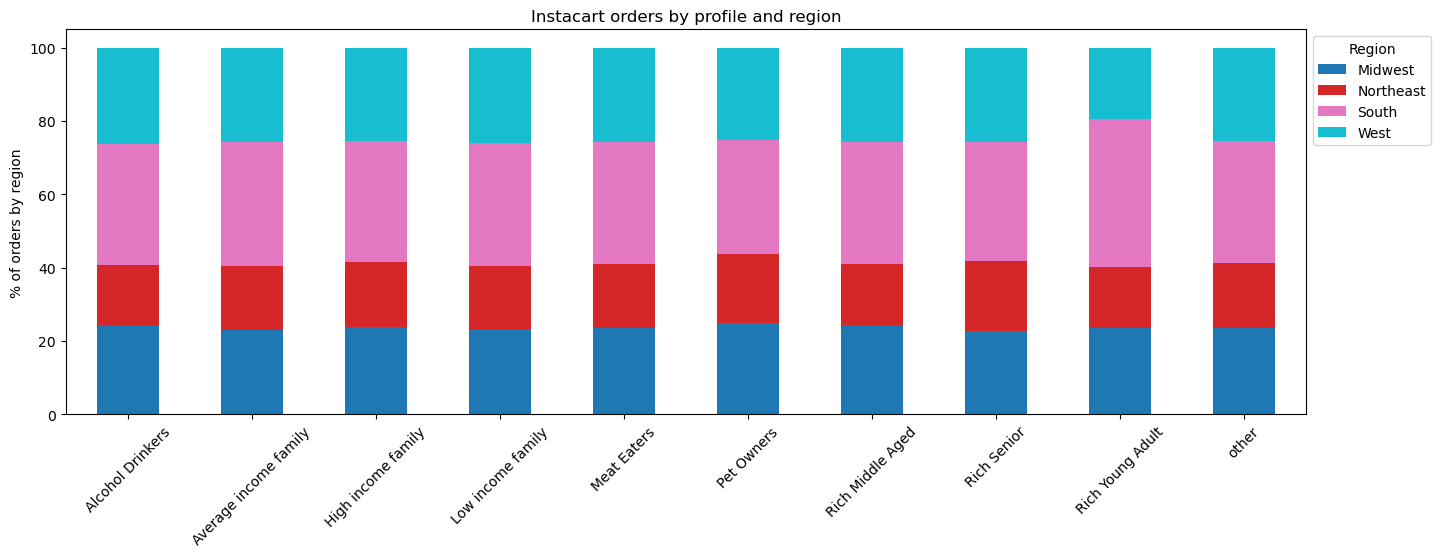 Instacart orders by profile and region
% of orders by region
100
80
60
40
20
0
Alcohol Drinkers
Average income family
High income family
Low income family
Meat Eaters
Pet Owners
Rich Middle Aged
Rich Senior
Rich Young Adult
other
Region
Midwest
Northeast
South
West